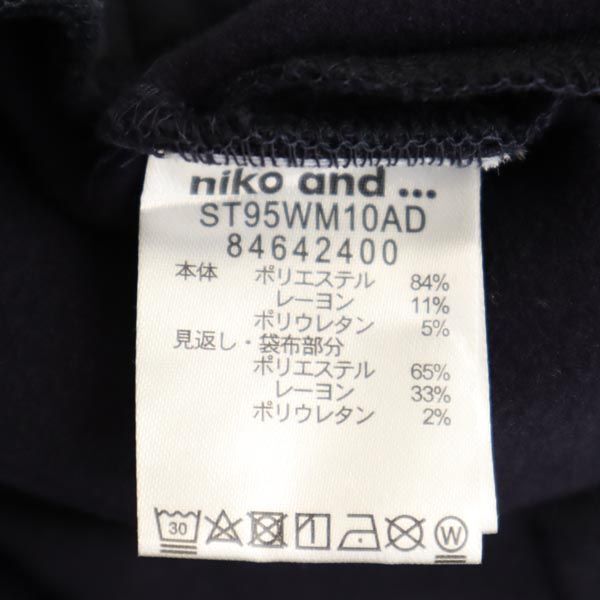 niko and ...
ST95WM10AD
84642400
本体 ポリエステル 84%
レーヨン 11%
ポリウレタン 5%
見返し・袋布部分
ポリエステル 65%
レーヨン 33%
ポリウレタン 2%
30 W